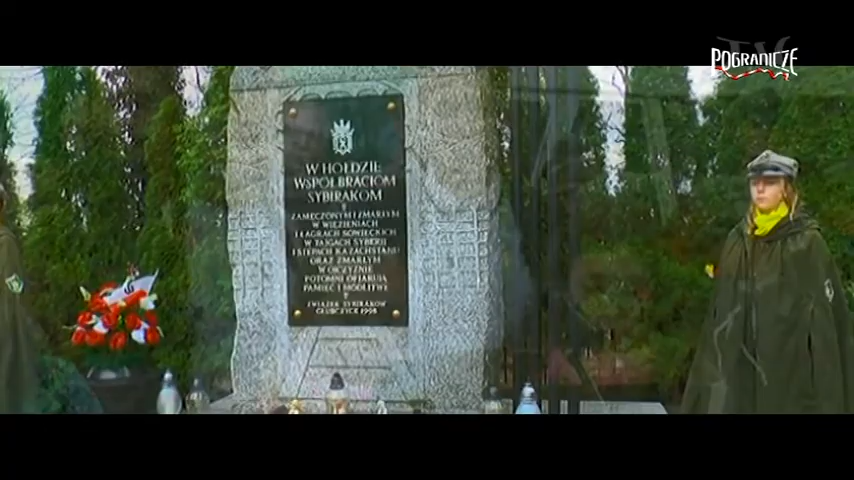 TV
POGRANICZE
W HOŁDZIE
WSPÓŁBRACIOM
SYBIRAKOM
ZAMĘCZONYM I ZMARŁYM
W WIĘZIENIACH
I ŁAGRACH SOWIECKICH
W TAJGACH SYBERII
I STEPACH KAZACHSTANU
ORAZ ZMARŁYM
W OJCZYŹNIE
POTOMNI OFIARUJĄ
PAMIĘĆ I MODLITWĘ
ZWIĄZEK SYBIRAKÓW
GŁUBCZYCE 1998